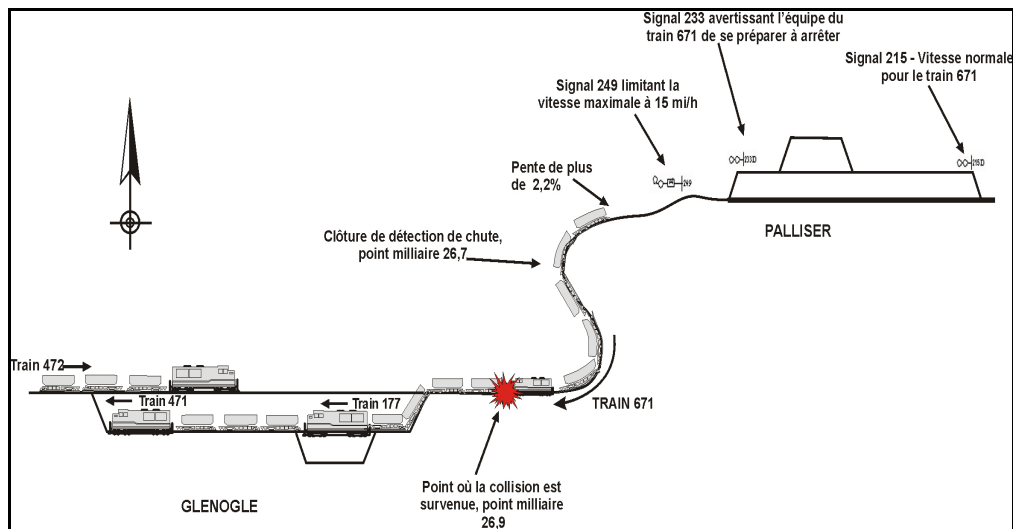 Signal 233 avertissant l'équipe du
train 671 de se préparer à arrêter
Signal 215 - Vitesse normale
pour le train 671
Signal 249 limitant la
vitesse maximale à 15 mi/h
233D
215D
249
Pente de plus
de 2,2%
PALLISER
Clôture de détection de chute,
point milliaire 26,7
Train 472
Train 471
Train 177
TRAIN 671
Point où la collision est
survenue, point milliaire
26,9
GLENOGLE